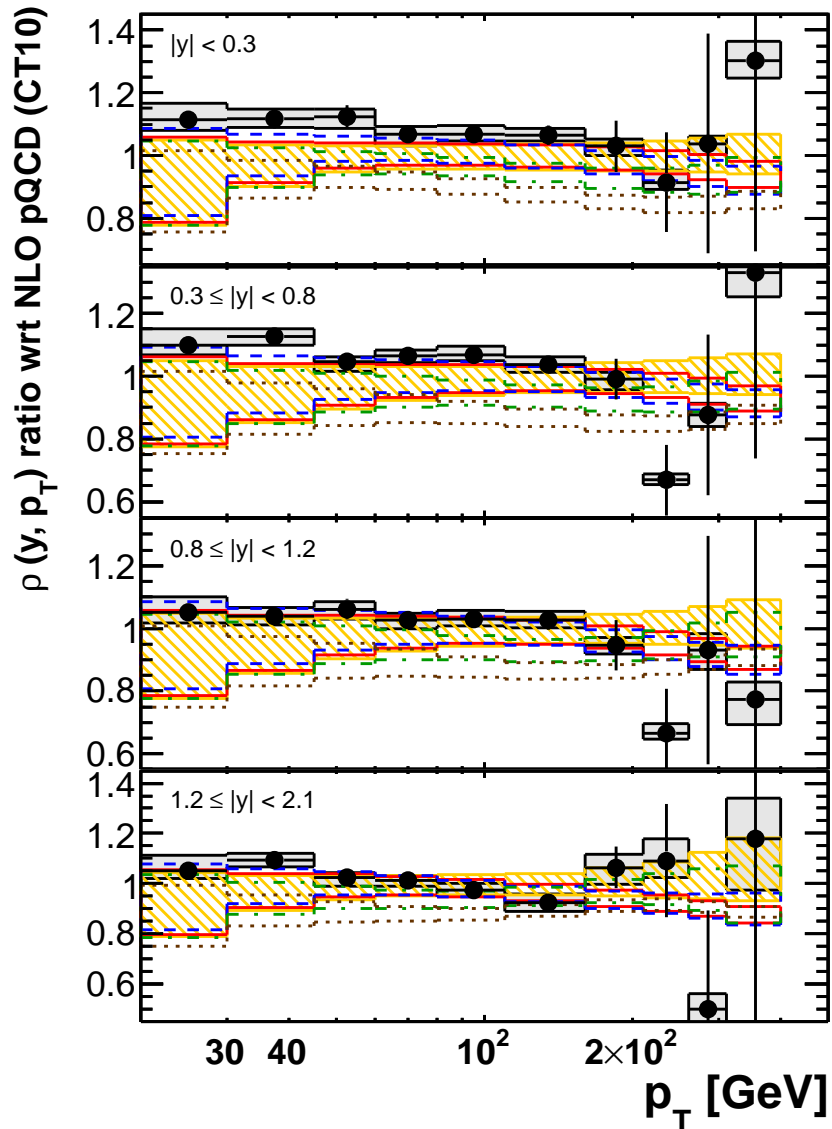 ρ (y, p_T) ratio wrt NLO pQCD (CT10)
|y| < 0.3
1.4
1.2
1
0.8
0.3 ≤ |y| < 0.8
1.2
1
0.8
0.6
0.8 ≤ |y| < 1.2
1.2
1
0.8
0.6
1.2 ≤ |y| < 2.1
1.4
1.2
1
0.8
0.6
30 40 10² 2×10²
p_T [GeV]